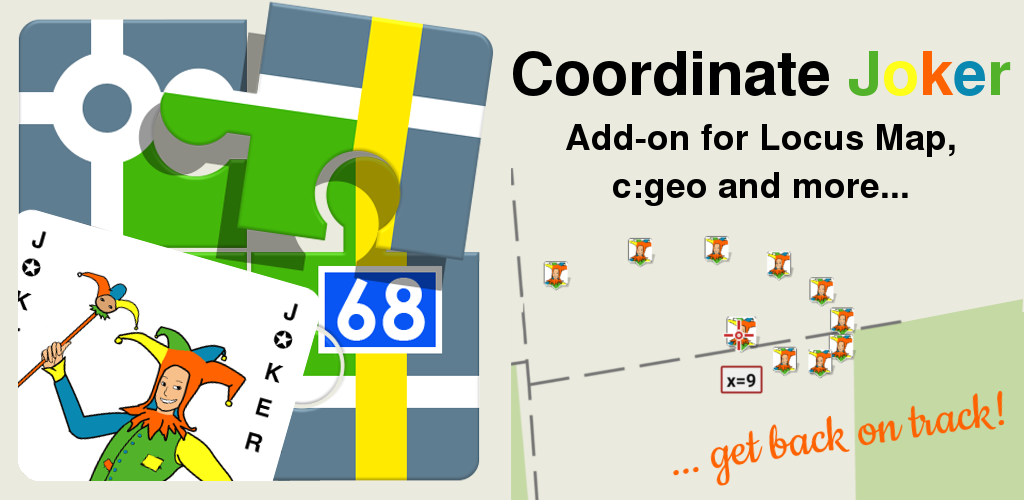 Coordinate Joker
Add-on for Locus Map,
c:geo and more...
68
J
O
K
E
R
J
K
x=9
... get back on track!